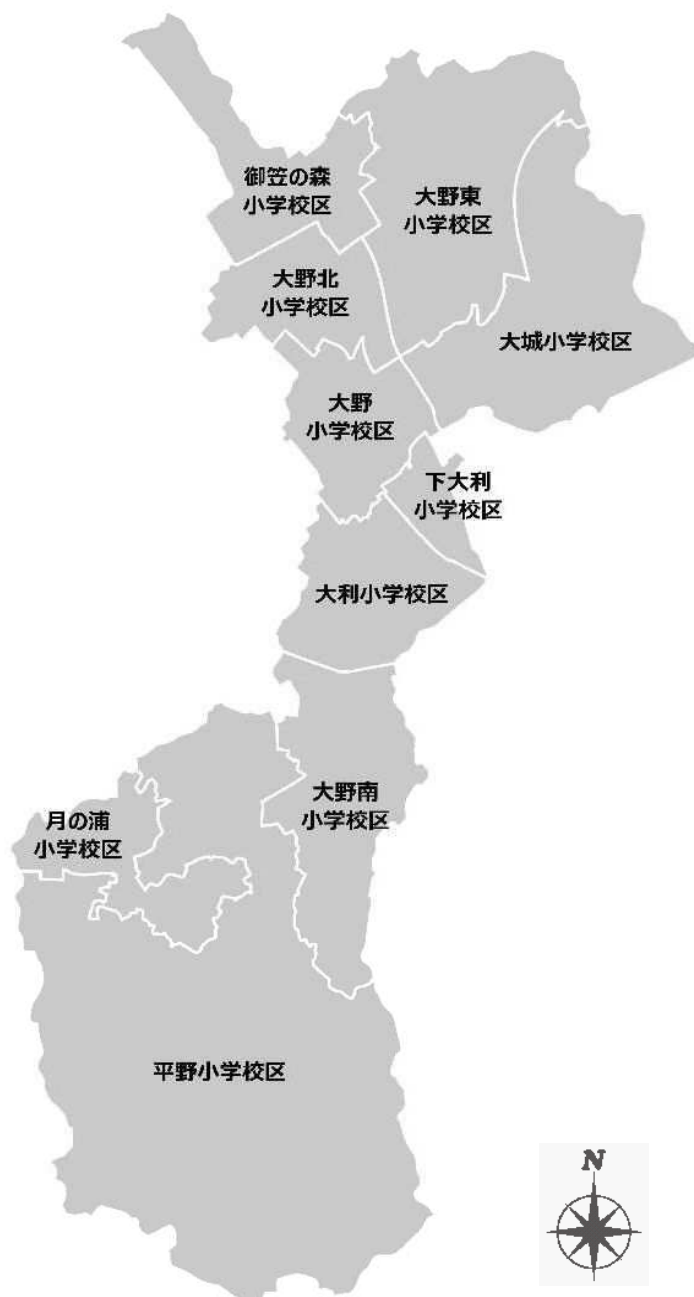 御笠の森
小学校区
大野東
小学校区
大野北
小学校区
大城小学校区
大野
小学校区
下大利
小学校区
大利小学校区
大野南
小学校区
月の浦
小学校区
平野小学校区
N